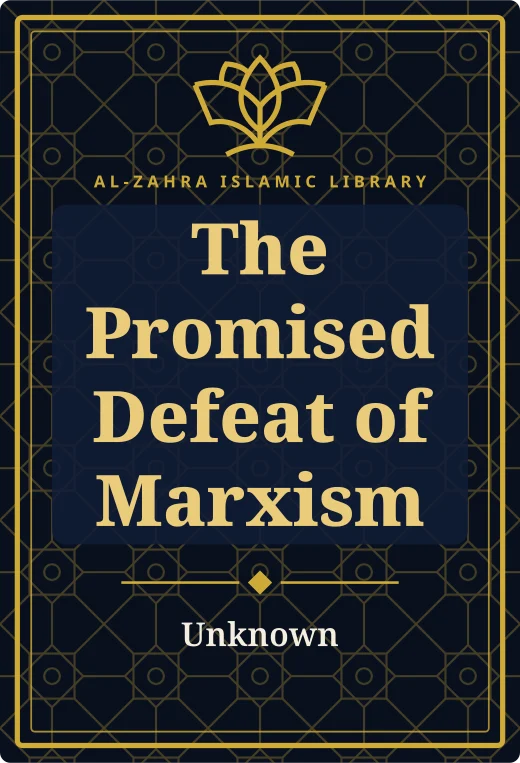 AL-ZAHRA ISLAMIC LIBRARY
The
Promised
Defeat of
Marxism
Unknown